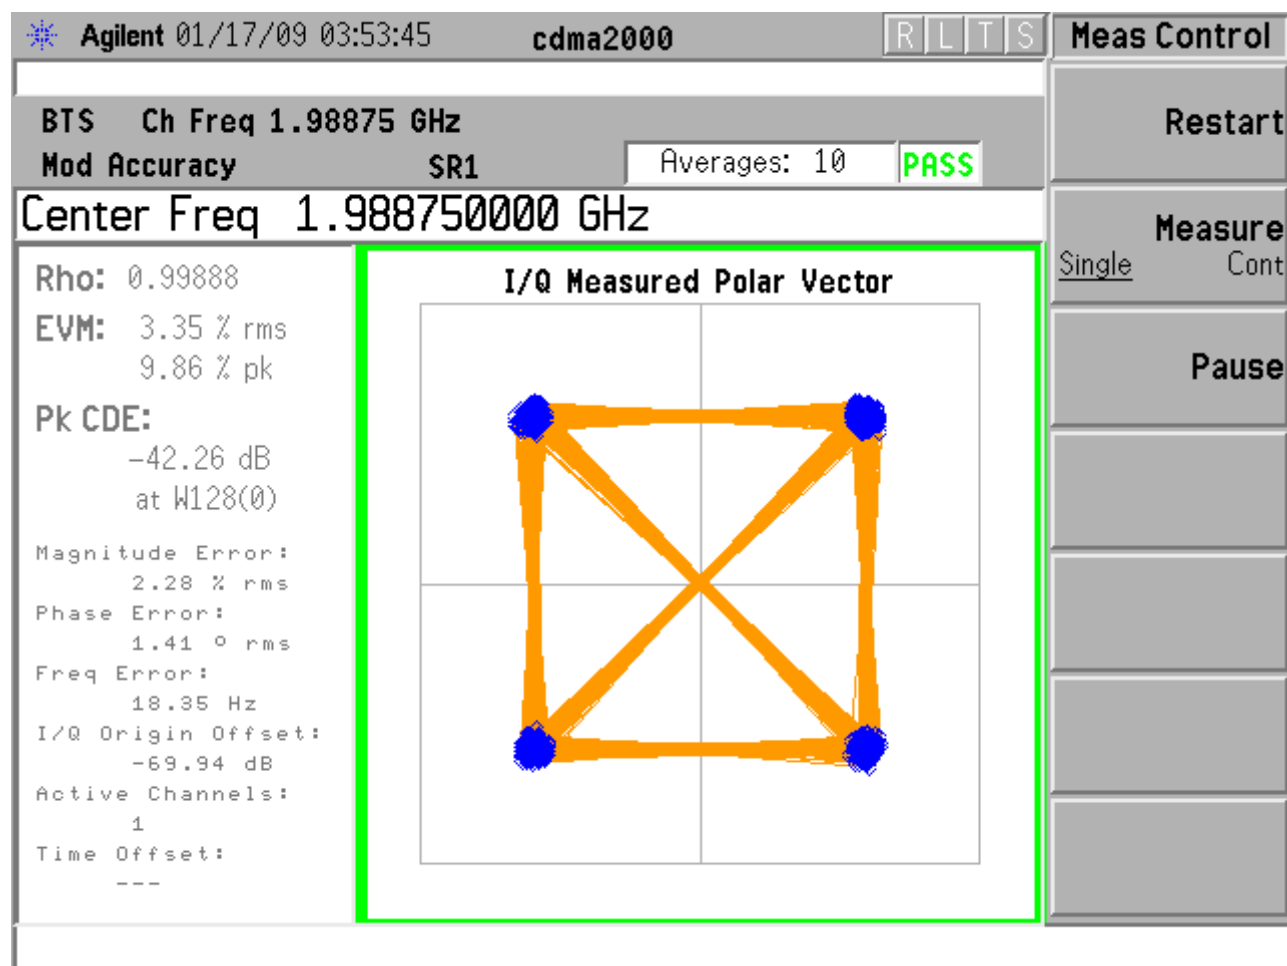 Agilent 01/17/09 03:53:45 cdma2000 R L T S Meas Control
BTS Ch Freq 1.98875 GHz
Mod Accuracy SR1 Averages: 10 PASS
Center Freq 1.988750000 GHz
Restart
Measure
Single Cont
Pause
Rho: 0.99888
EVM: 3.35 % rms
9.86 % pk
Pk CDE:
-42.26 dB
at W128(0)
Magnitude Error:
2.28 % rms
Phase Error:
1.41 º rms
Freq Error:
18.35 Hz
I/Q Origin Offset:
-69.94 dB
Active Channels:
1
Time Offset:
---
I/Q Measured Polar Vector